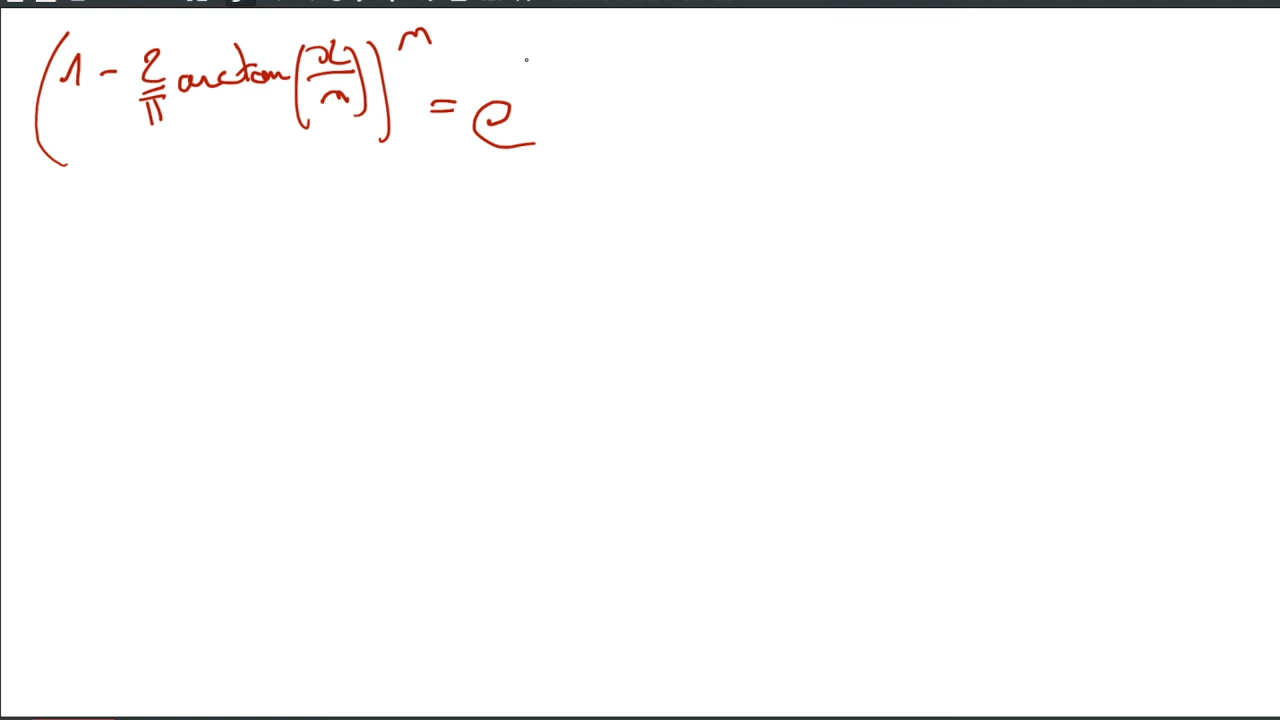 (1 - 2/π arctan(x/n))^n = e